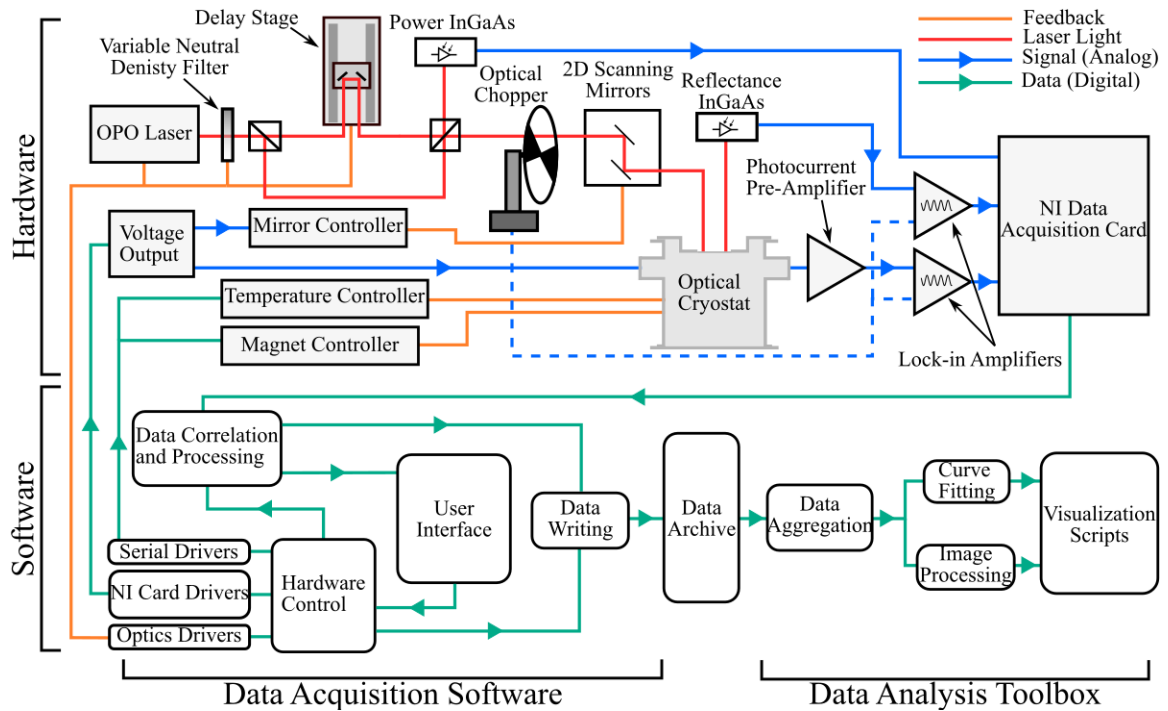 Hardware
Delay Stage
Variable Neutral
Denisty Filter
Power InGaAs
Optical
Chopper
2D Scanning
Mirrors
Reflectance
InGaAs
Feedback
Laser Light
Signal (Analog)
Data (Digital)
OPO Laser
Photocurrent
Pre-Amplifier
NI Data
Acquisition Card
Voltage
Output
Mirror Controller
Temperature Controller
Magnet Controller
Optical
Cryostat
Lock-in Amplifiers
Software
Data Correlation
and Processing
User
Interface
Data
Writing
Data
Archive
Data
Aggregation
Curve
Fitting
Image
Processing
Visualization
Scripts
Serial Drivers
NI Card Drivers
Optics Drivers
Hardware
Control
Data Acquisition Software
Data Analysis Toolbox